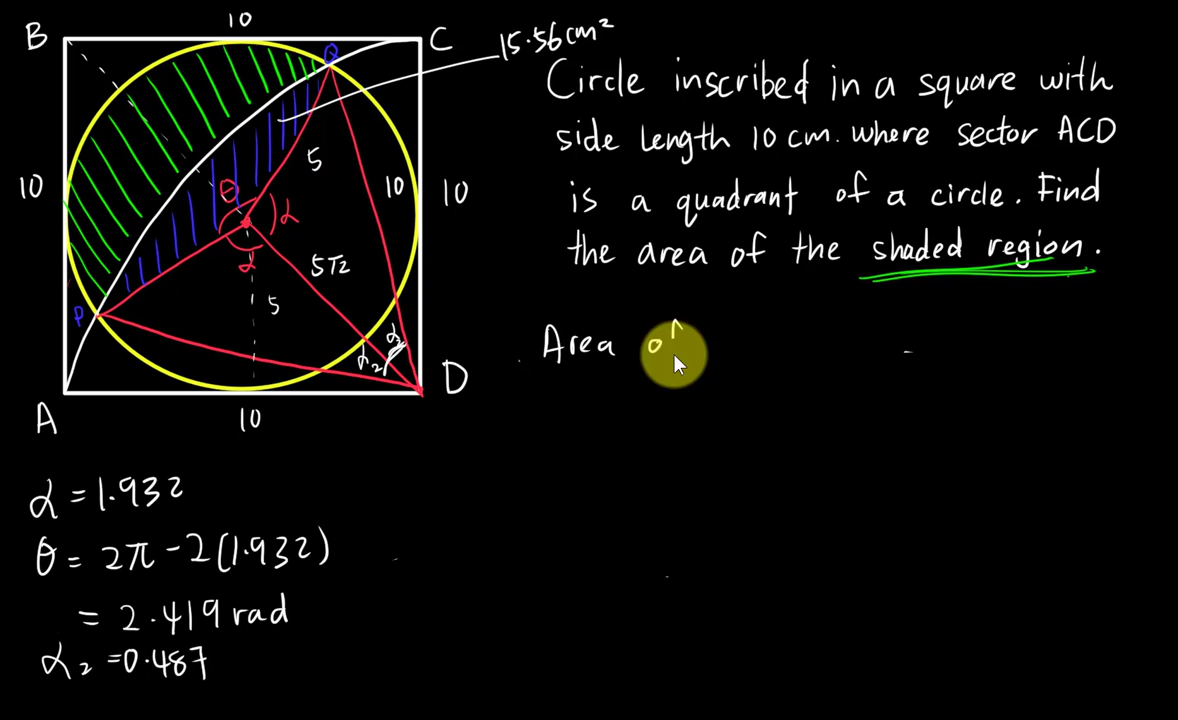 B
10
Q
C
15.56cm²
Circle inscribed in a square with
side length 10 cm. where sector ACD
is a quadrant of a circle. Find
the area of the shaded region.
10
θ
5
10
10
α
α
5√2
P
5
α₂
α₂
A
10
D
Area of
α = 1.932
θ = 2π - 2(1.932)
= 2.419 rad
α₂ = 0.487